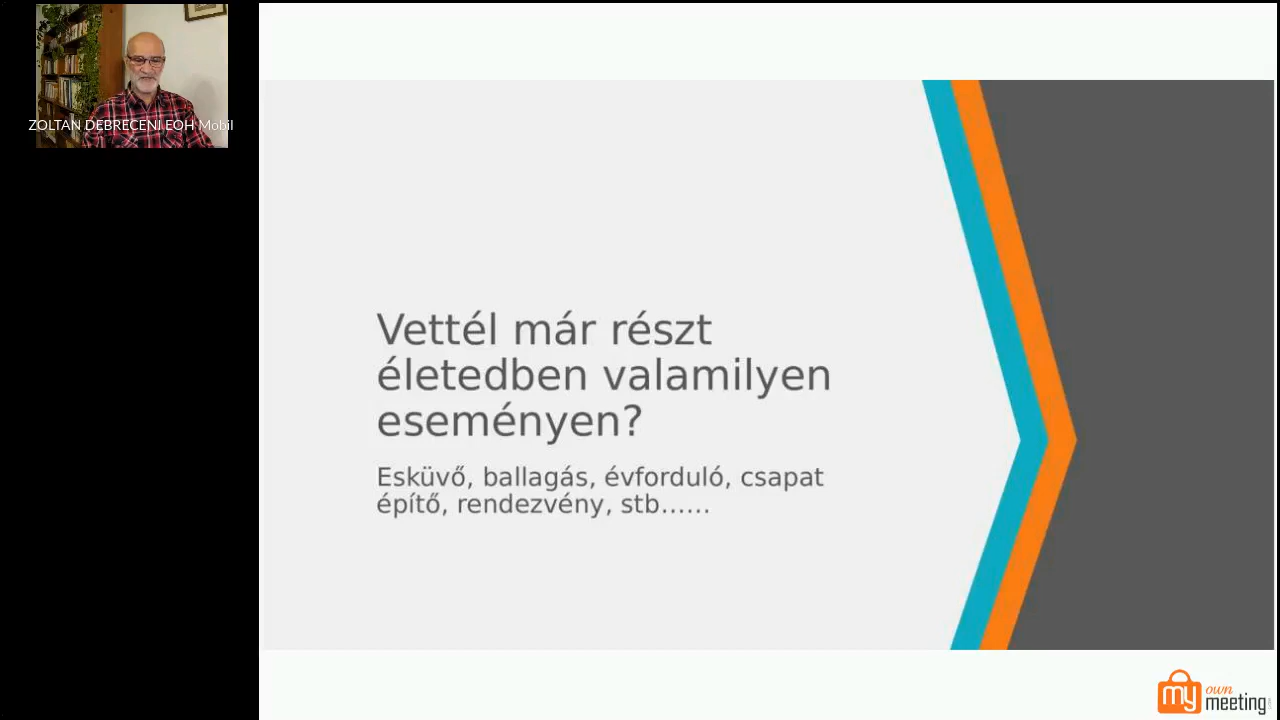 ZOLTAN DEBRECENI EOH Mobil
Vettél már részt
életedben valamilyen
eseményen?
Esküvő, ballagás, évforduló, csapat
építő, rendezvény, stb......
my own
meeting